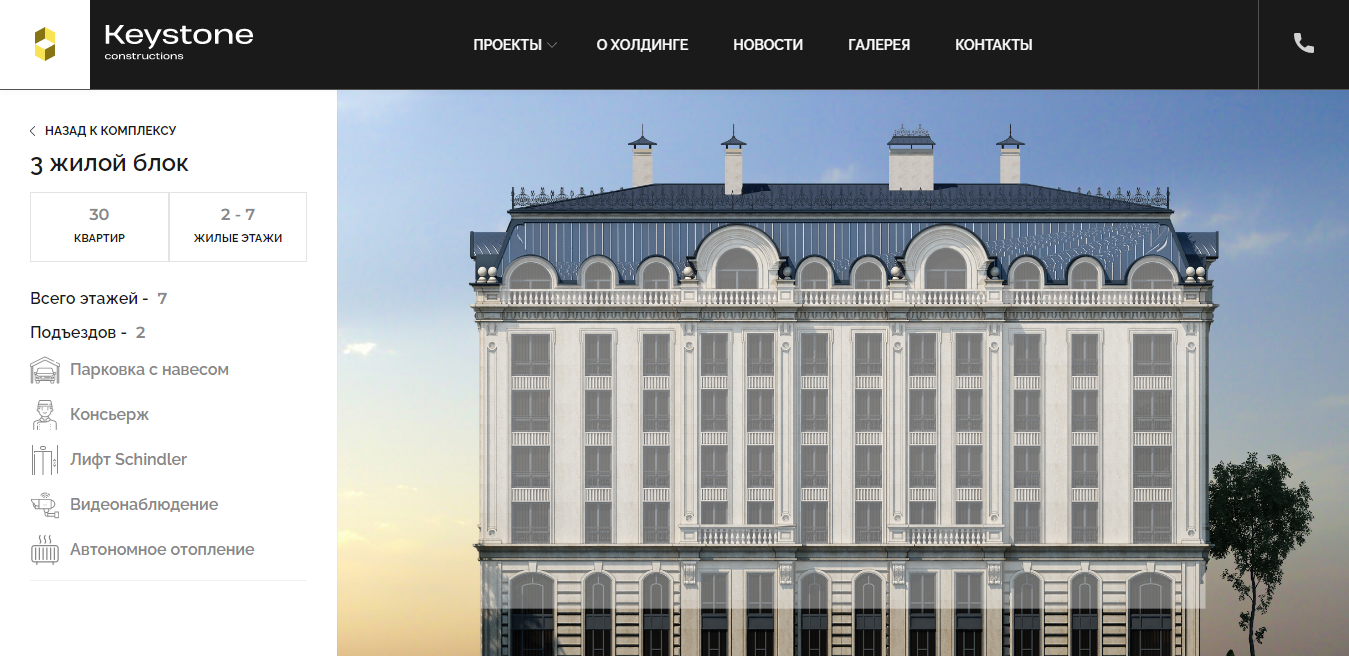 Keystone
constructions
ПРОЕКТЫ
О ХОЛДИНГЕ
НОВОСТИ
ГАЛЕРЕЯ
КОНТАКТЫ
НАЗАД К КОМПЛЕКСУ
3 жилой блок
30
КВАРТИР
2 - 7
ЖИЛЫЕ ЭТАЖИ
Всего этажей - 7
Подъездов - 2
Парковка с навесом
Консьерж
Лифт Schindler
Видеонаблюдение
Автономное отопление